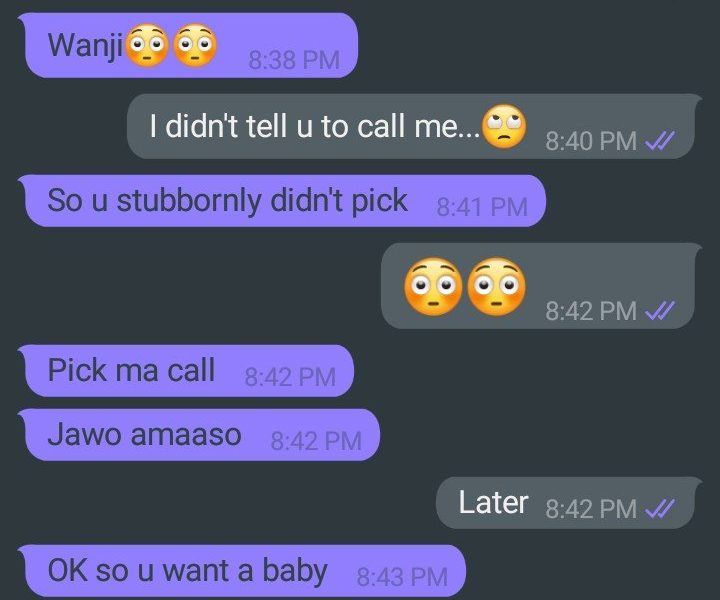 Wanji😳😳 8:38 PM
I didn't tell u to call me...🙄 8:40 PM
So u stubbornly didn't pick 8:41 PM
😳😳 8:42 PM
Pick ma call 8:42 PM
Jawo amaaso 8:42 PM
Later 8:42 PM
OK so u want a baby 8:43 PM